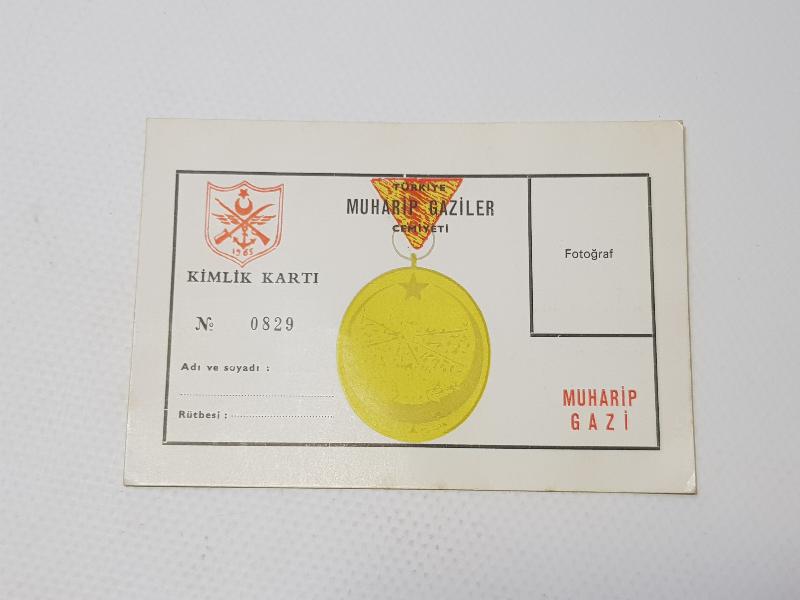 TÜRKİYE
MUHARİP GAZİLER
CEMİYETİ
1965
KİMLİK KARTI
№ 0829
Adı ve soyadı :
Rütbesi :
Fotoğraf
MUHARİP
GAZİ